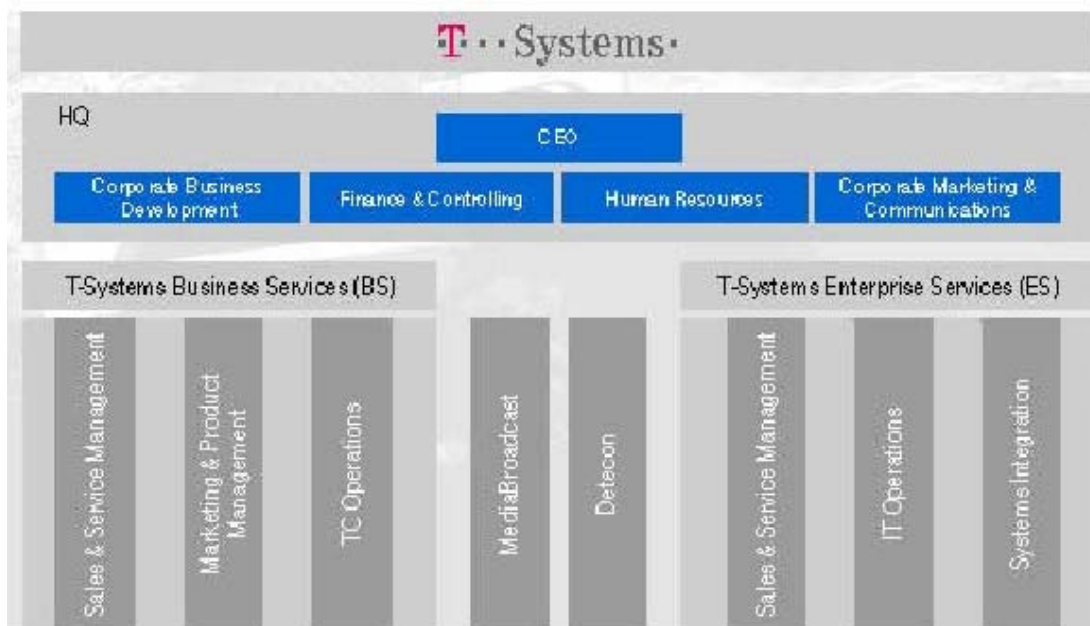 T··Systems·
HQ
CEO
Corporate Business
Development
Finance & Controlling
Human Resources
Corporate Marketing &
Communications
T-Systems Business Services (BS)
T-Systems Enterprise Services (ES)
Sales & Service Management
Marketing & Product
Management
TC Operations
MediaBroadcast
Detecon
Sales & Service Management
IT Operations
Systems Integration